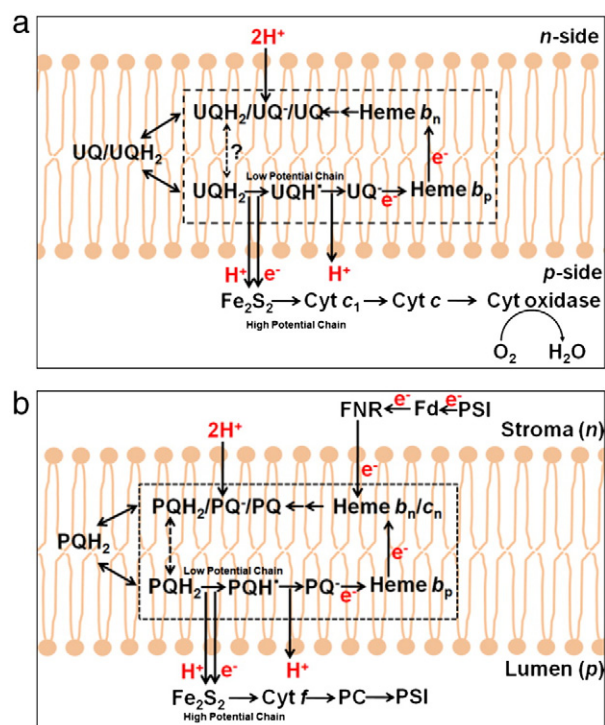 a
n-side
2H⁺
UQH₂/UQ⁻/UQ Heme bₙ
UQ/UQH₂
?
e⁻
Low Potential Chain
UQH₂ UQH• UQ⁻ e⁻ Heme bₚ
H⁺ e⁻ H⁺
p-side
Fe₂S₂ Cyt c₁ Cyt c Cyt oxidase
High Potential Chain
O₂ H₂O
b
FNR e⁻ Fd e⁻ PSI
Stroma (n)
2H⁺
e⁻
PQH₂/PQ⁻/PQ Heme bₙ/cₙ
PQH₂
e⁻
Low Potential Chain
PQH₂ PQH• PQ⁻ e⁻ Heme bₚ
H⁺ e⁻ H⁺
Lumen (p)
Fe₂S₂ Cyt f PC PSI
High Potential Chain